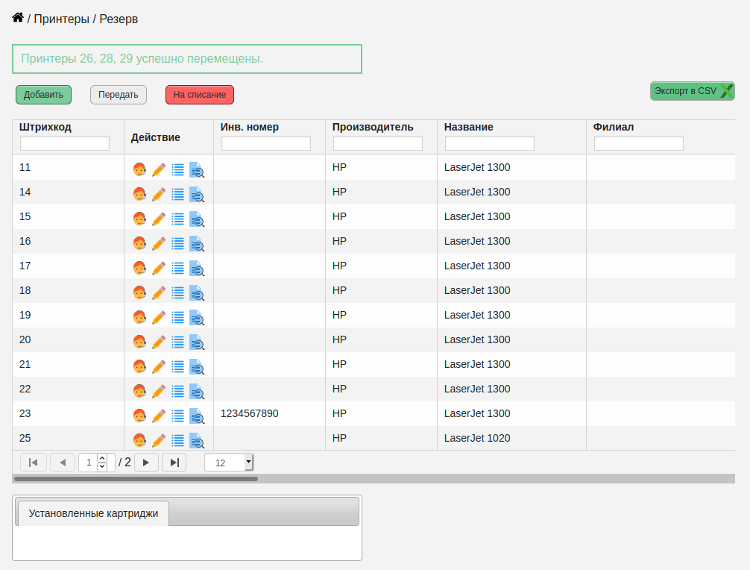 / Принтеры / Резерв
Принтеры 26, 28, 29 успешно перемещены.
Добавить Передать На списание Экспорт в CSV
Штрихкод Действие Инв. номер Производитель Название Филиал
11 HP LaserJet 1300
14 HP LaserJet 1300
15 HP LaserJet 1300
16 HP LaserJet 1300
17 HP LaserJet 1300
18 HP LaserJet 1300
19 HP LaserJet 1300
20 HP LaserJet 1300
21 HP LaserJet 1300
22 HP LaserJet 1300
23 1234567890 HP LaserJet 1300
25 HP LaserJet 1020
1 / 2 12
Установленные картриджи